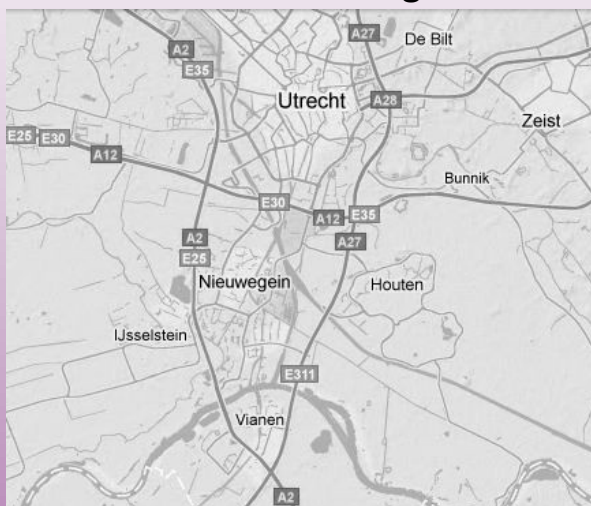 A2
A27
De Bilt
E35
Utrecht
A28
Zeist
E25 E30
A12
Bunnik
E30
A12 E35
A2
A27
E25
Nieuwegein
Houten
IJsselstein
E311
Vianen
A2